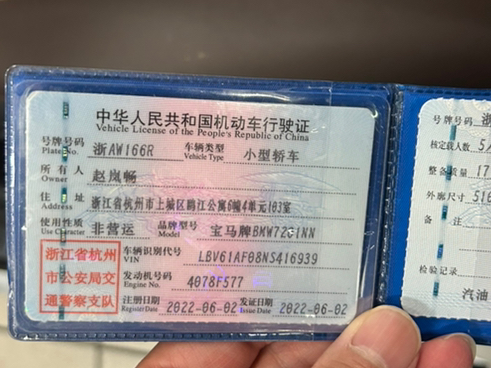 中华人民共和国机动车行驶证
Vehicle License of the People's Republic of China
号牌号码 浙AW166R 车辆类型 小型轿车
Plate No. Vehicle Type
所有人 赵岚畅
Owner
住址 浙江省杭州市上城区鹤江公寓6幢4单元103室
Address
使用性质 非营运 品牌型号 宝马牌BMW7201NN
Use Character Model
浙江省杭州
市公安局交
通警察支队
车辆识别代号 LBV61AF08NS416939
VIN
发动机号码 4078F577
Engine No.
注册日期 2022-06-02 发证日期 2022-06-02
Register Date Issue Date
号牌号码 浙
核定载人数 5
整备质量 17
外廓尺寸 516
备注
检验记录
汽油